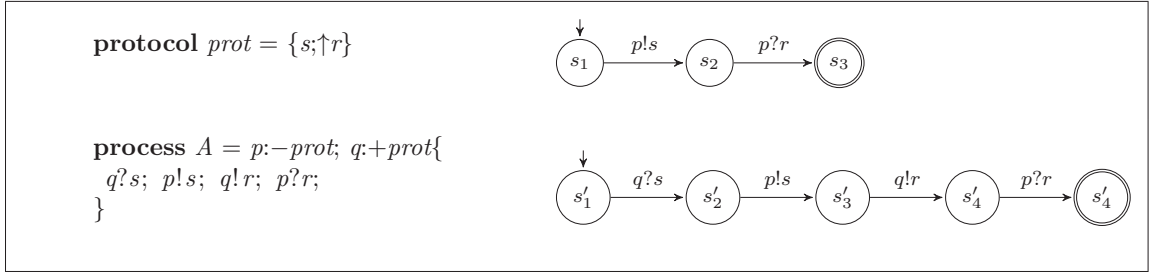 protocol prot = {s;↑r}
s1 p!s s2 p?r s3
process A = p:−prot; q:+prot{
q?s; p!s; q!r; p?r;
}
s′1 q?s s′2 p!s s′3 q!r s′4 p?r s′4